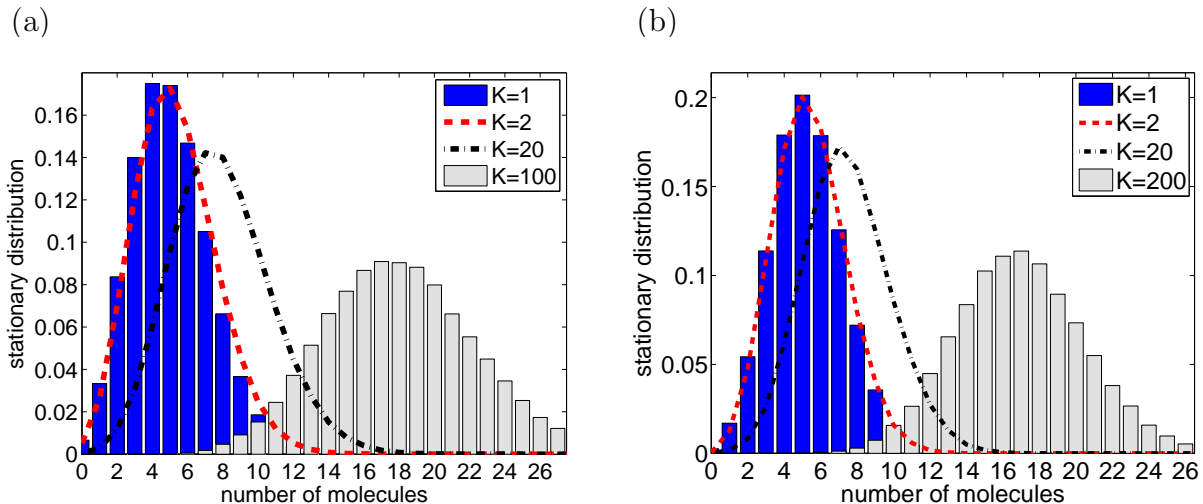 (a)
stationary distribution
0.16
0.14
0.12
0.1
0.08
0.06
0.04
0.02
0
K=1
K=2
K=20
K=100
0 2 4 6 8 10 12 14 16 18 20 22 24 26
number of molecules
(b)
stationary distribution
0.2
0.15
0.1
0.05
0
K=1
K=2
K=20
K=200
0 2 4 6 8 10 12 14 16 18 20 22 24 26
number of molecules